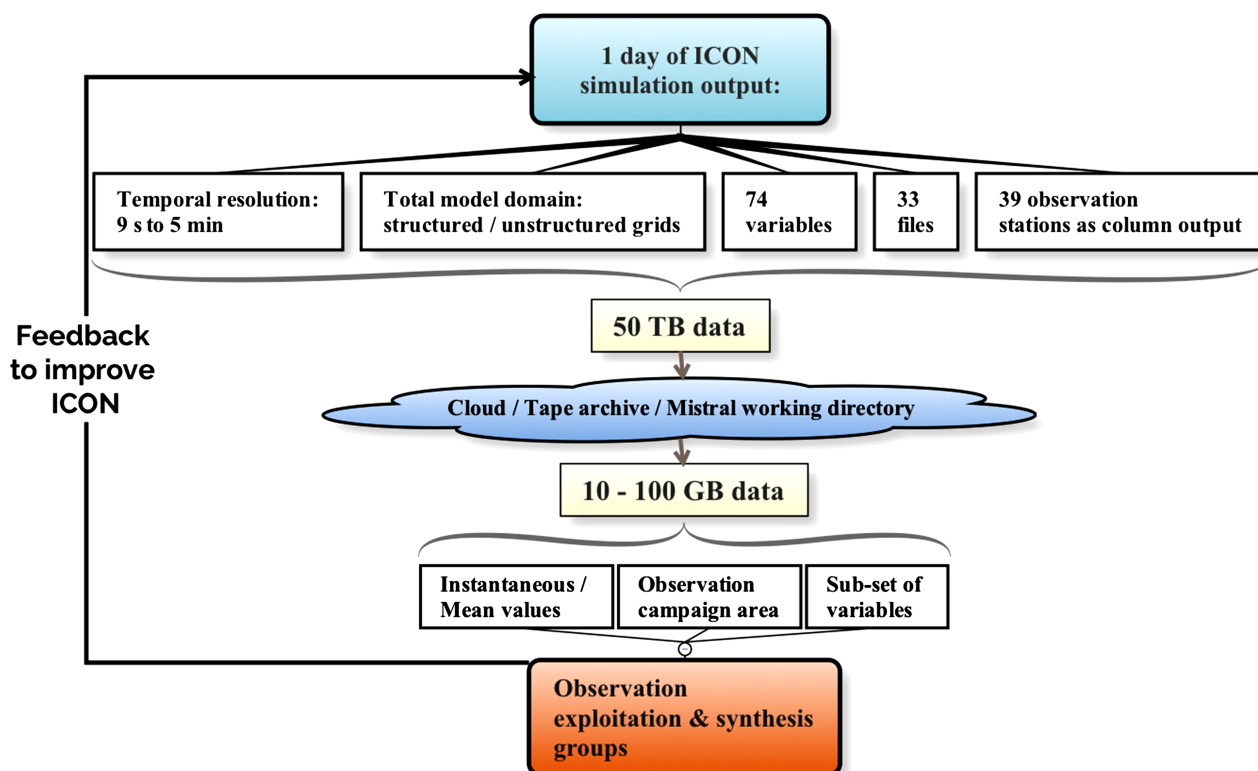 1 day of ICON
simulation output:
Temporal resolution:
9 s to 5 min
Total model domain:
structured / unstructured grids
74
variables
33
files
39 observation
stations as column output
50 TB data
Feedback
to improve
ICON
Cloud / Tape archive / Mistral working directory
10 - 100 GB data
Instantaneous /
Mean values
Observation
campaign area
Sub-set of
variables
Observation
exploitation & synthesis
groups